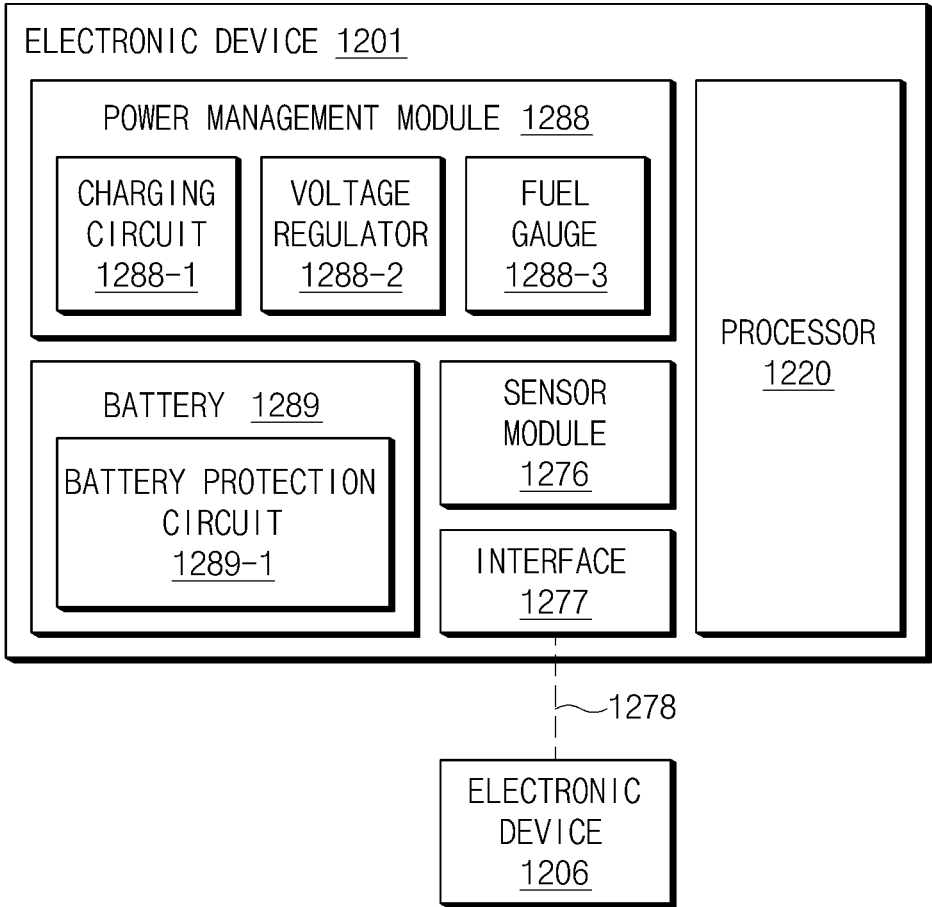 ELECTRONIC DEVICE 1201
POWER MANAGEMENT MODULE 1288
CHARGING
CIRCUIT
1288-1
VOLTAGE
REGULATOR
1288-2
FUEL
GAUGE
1288-3
BATTERY 1289
BATTERY PROTECTION
CIRCUIT
1289-1
SENSOR
MODULE
1276
INTERFACE
1277
PROCESSOR
1220
1278
ELECTRONIC
DEVICE
1206